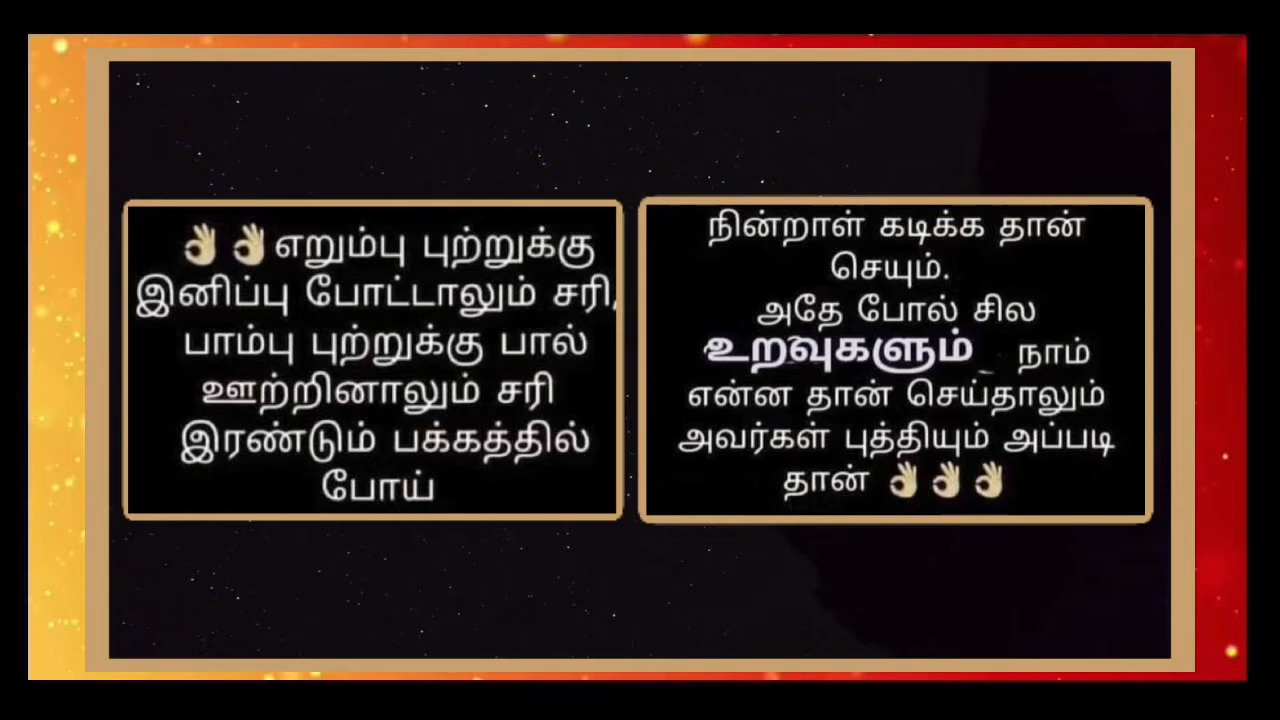 👌👌எறும்பு புற்றுக்கு
இனிப்பு போட்டாலும் சரி,
பாம்பு புற்றுக்கு பால்
ஊற்றினாலும் சரி
இரண்டும் பக்கத்தில்
போய்
நின்றாள் கடிக்க தான்
செயும்.
அதே போல் சில
உறவுகளும் நாம்
என்ன தான் செய்தாலும்
அவர்கள் புத்தியும் அப்படி
தான் 👌👌👌